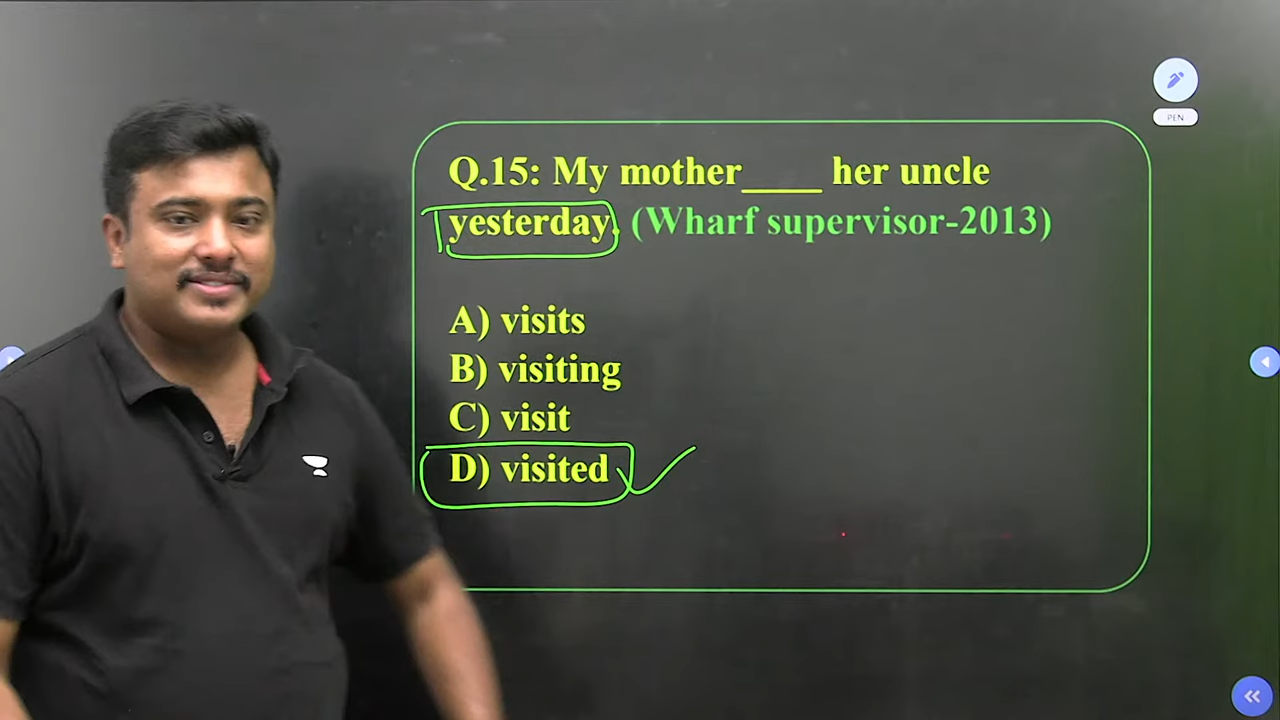 Q.15: My mother____ her uncle
yesterday. (Wharf supervisor-2013)
A) visits
B) visiting
C) visit
D) visited
PEN